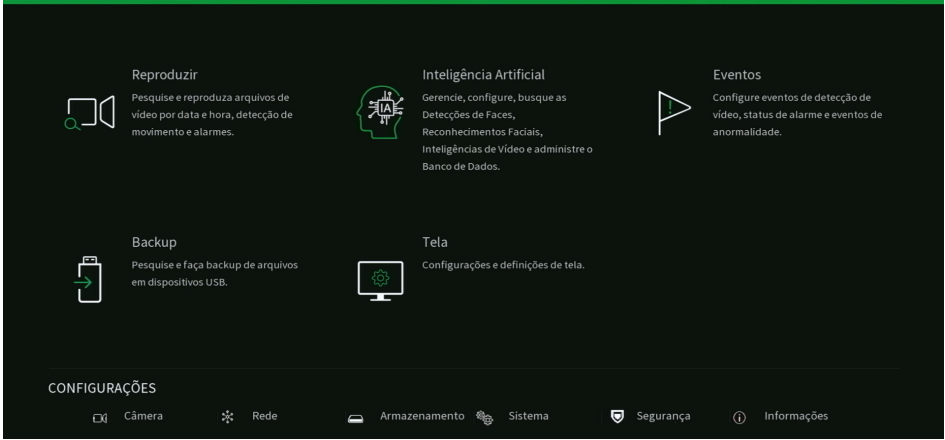 Reproduzir
Pesquise e reproduza arquivos de
vídeo por data e hora, detecção de
movimento e alarmes.
Inteligência Artificial
IA
Gerencie, configure, busque as
Detecções de Faces,
Reconhecimentos Faciais,
Inteligências de Vídeo e administre o
Banco de Dados.
Eventos
Configure eventos de detecção de
vídeo, status de alarme e eventos de
anormalidade.
Backup
Pesquise e faça backup de arquivos
em dispositivos USB.
Tela
Configurações e definições de tela.
CONFIGURAÇÕES
Câmera Rede Armazenamento Sistema Segurança Informações